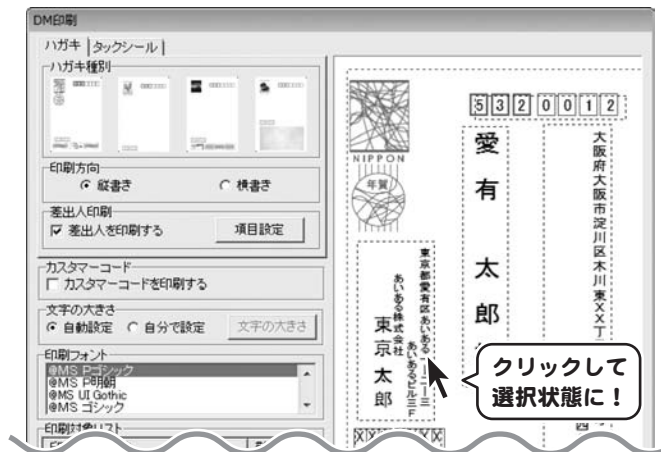 DM印刷
ハガキ タックシール
ハガキ種別
印刷方向
縦書き 横書き
差出人印刷
差出人を印刷する 項目設定
カスタマーコード
カスタマーコードを印刷する
文字の大きさ
自動設定 自分で設定 文字の大きさ
印刷フォント
@MS Pゴシック
@MS P明朝
@MS UI Gothic
@MS ゴシック
印刷対象リスト
NIPPON
年賀
5320012
大阪府大阪市淀川区木川東XX丁
愛有 太郎
東京都愛有区あいある一ー二ー三
あいあるビル三F
あいある株式会社
東京 太郎
XXXXXXX
クリックして
選択状態に！